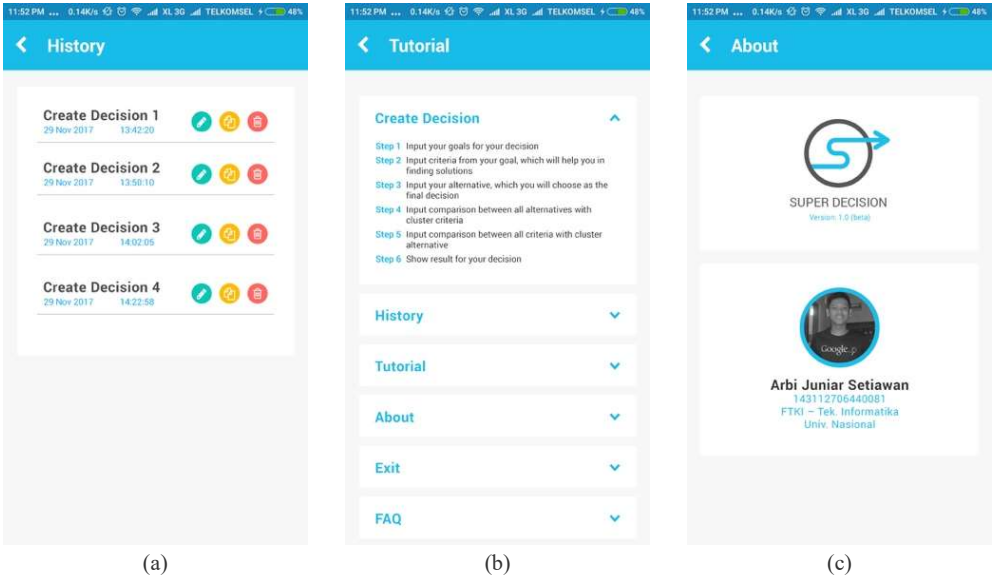 11:52 PM ... 0.14K/s XL 3G TELKOMSEL 48%
History
Create Decision 1
29 Nov 2017 13:42:20
Create Decision 2
29 Nov 2017 13:50:10
Create Decision 3
29 Nov 2017 14:02:05
Create Decision 4
29 Nov 2017 14:22:58
(a)
11:52 PM ... 0.14K/s XL 3G TELKOMSEL 48%
Tutorial
Create Decision
Step 1 Input your goals for your decision
Step 2 Input criteria from your goal, which will help you in
finding solutions
Step 3 Input your alternative, which you will choose as the
final decision
Step 4 Input comparison between all alternatives with
cluster criteria
Step 5 Input comparison between all criteria with cluster
alternative
Step 6 Show result for your decision
History
Tutorial
About
Exit
FAQ
(b)
11:52 PM ... 0.14K/s XL 3G TELKOMSEL 48%
About
SUPER DECISION
Version 1.0 (beta)
Google
Arbi Juniar Setiawan
143112706440081
FTKI – Tek. Informatika
Univ. Nasional
(c)